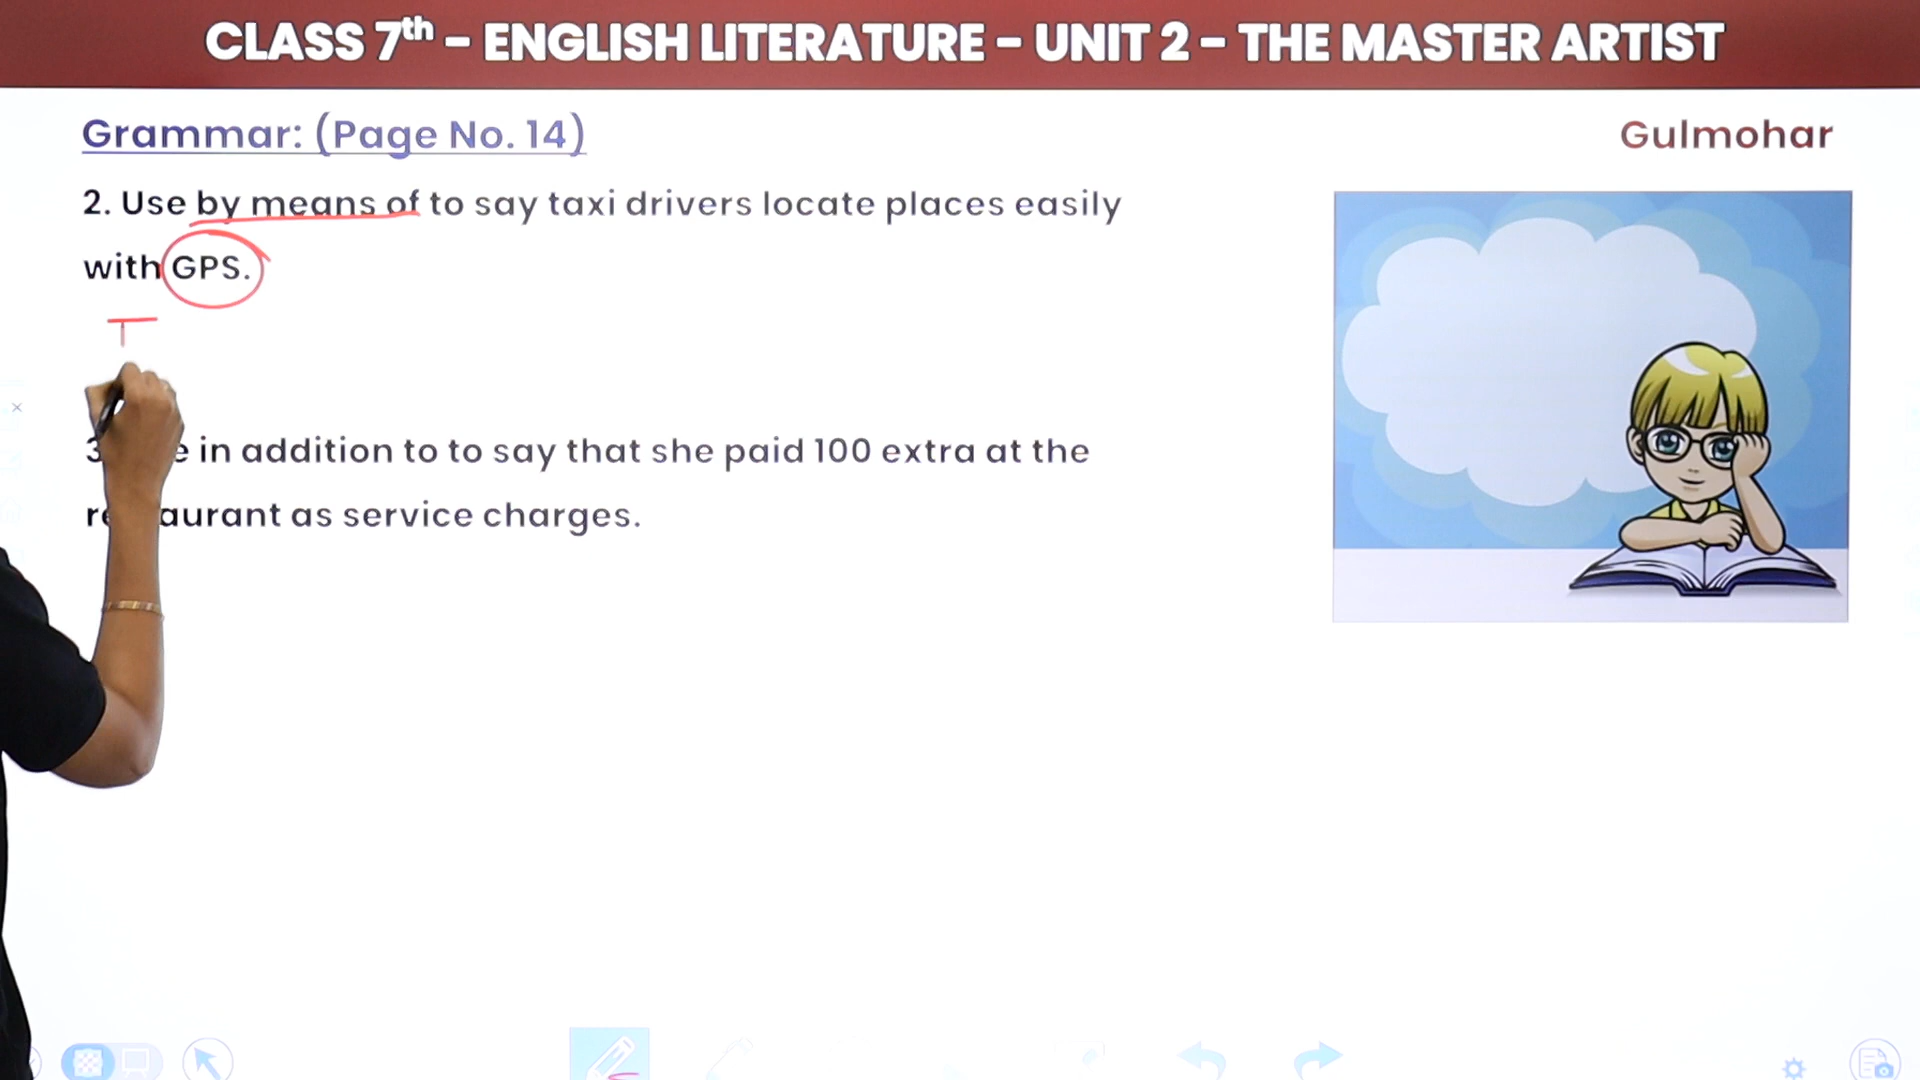 CLASS 7th - ENGLISH LITERATURE - UNIT 2 - THE MASTER ARTIST
Grammar: (Page No. 14)
Gulmohar
2. Use by means of to say taxi drivers locate places easily
with GPS.
T
3 e in addition to to say that she paid 100 extra at the
re aurant as service charges.